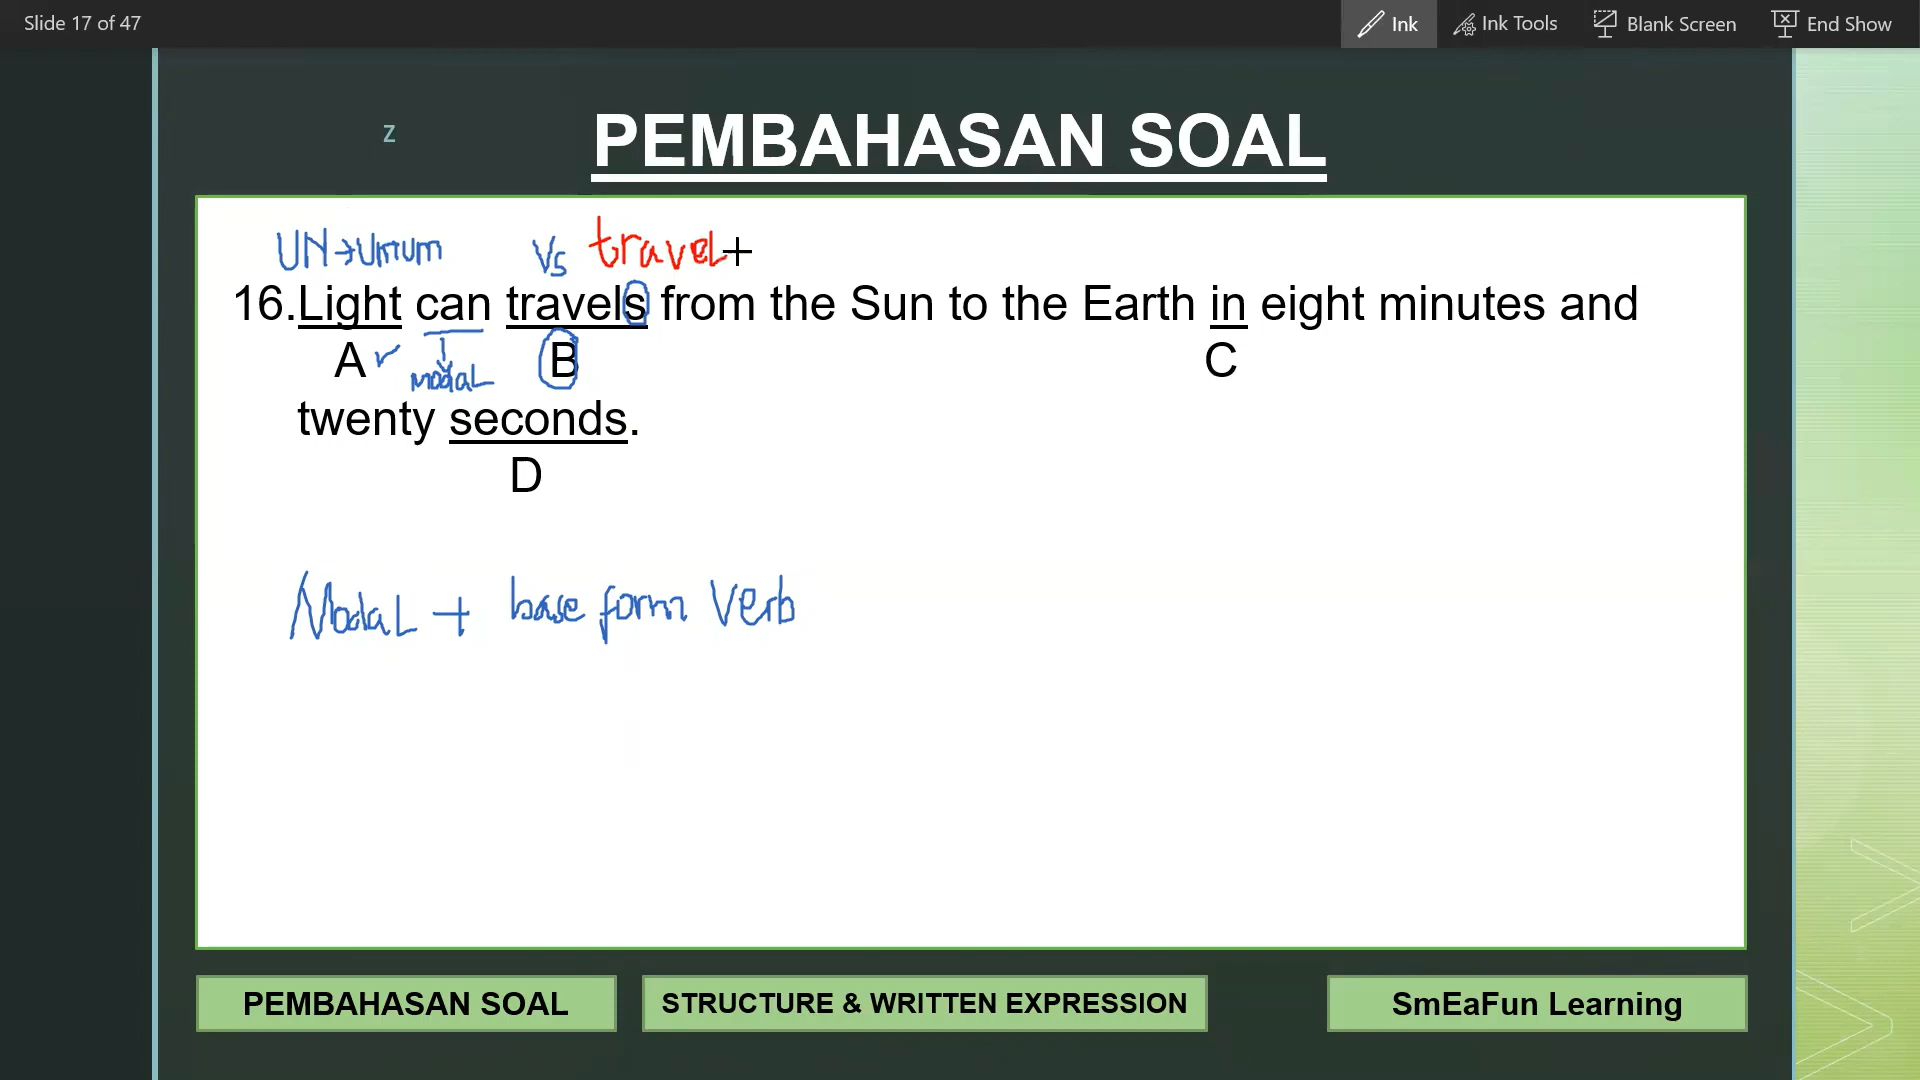 Slide 17 of 47
Ink
Ink Tools
Blank Screen
End Show
z
PEMBAHASAN SOAL
UN→Umum Vs travel
16.Light can travels from the Sun to the Earth in eight minutes and
A ✓ Modal B C
twenty seconds.
D
Modal + base form Verb
PEMBAHASAN SOAL
STRUCTURE & WRITTEN EXPRESSION
SmEaFun Learning